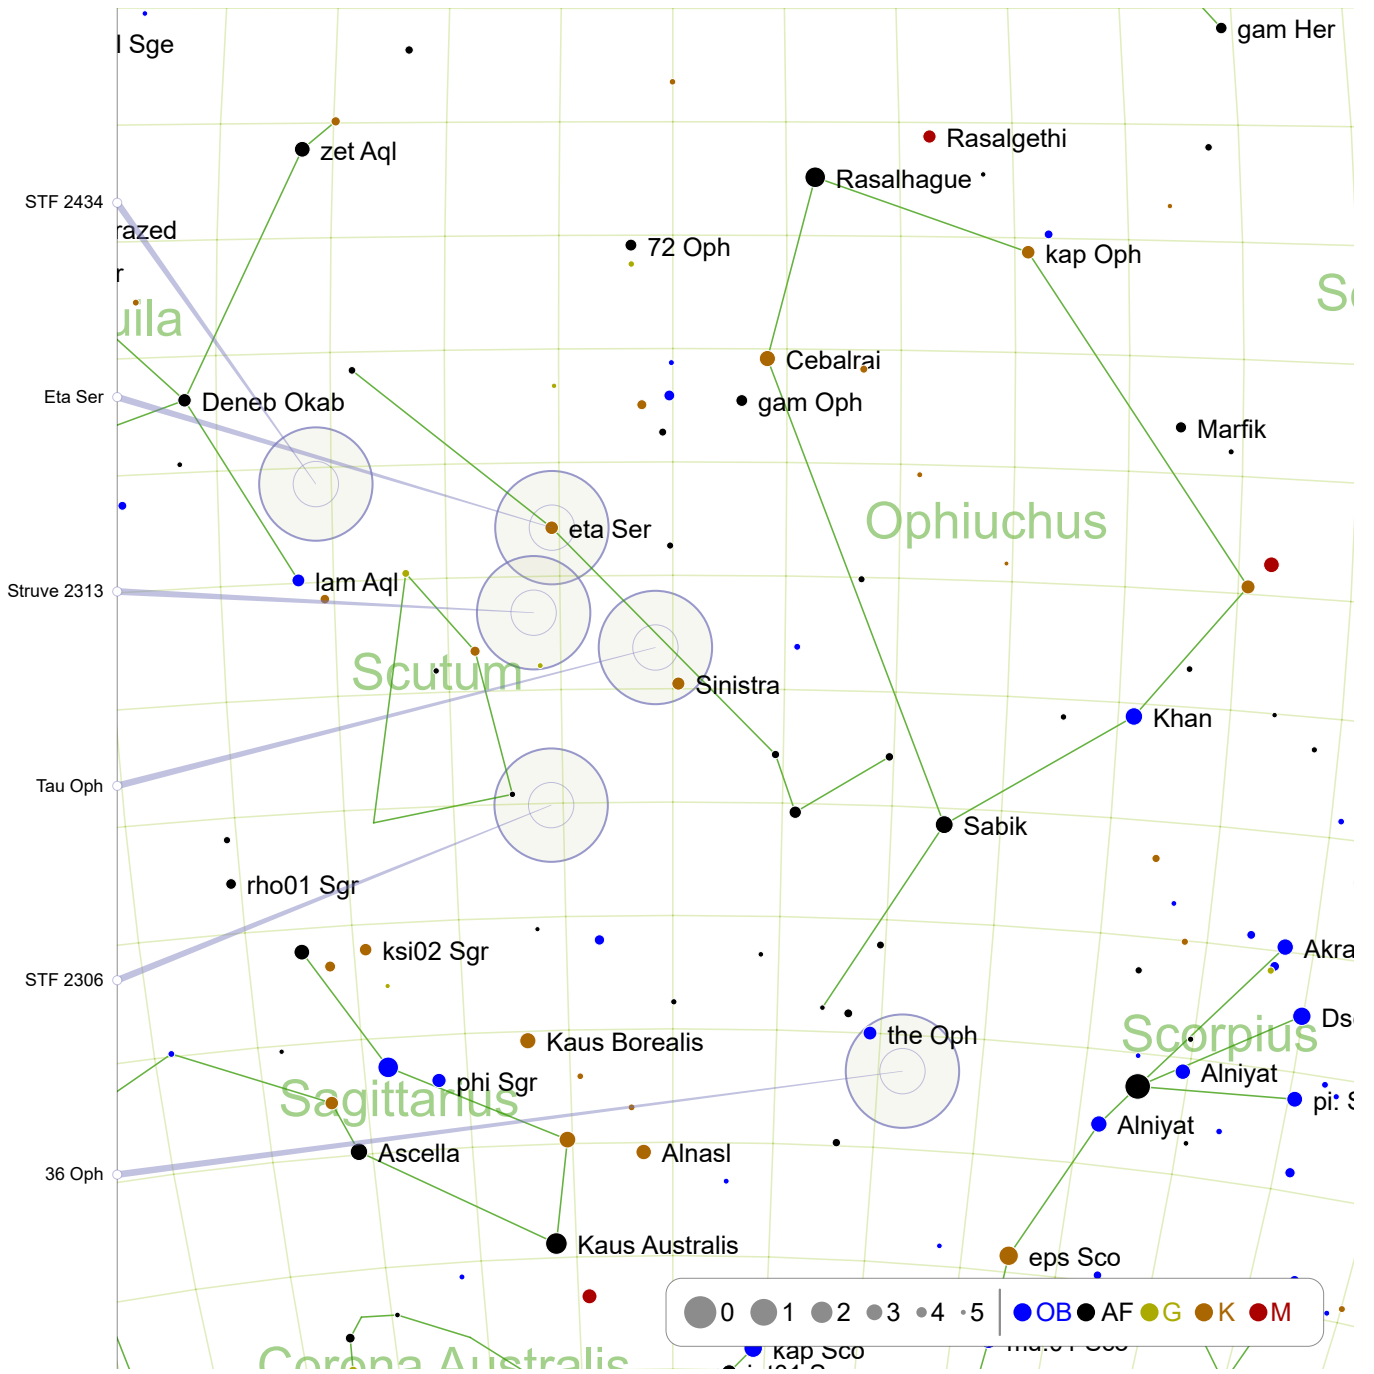 gam Her
l Sge
Rasalgethi
zet Aql
Rasalhague
STF 2434
razed
72 Oph
kap Oph
r
uila
Cebalrai
Eta Ser
Deneb Okab
gam Oph
Marfik
Ophiuchus
eta Ser
Struve 2313
lam Aql
Scutum
Sinistra
Khan
Tau Oph
Sabik
rho01 Sgr
ksi02 Sgr
Akra
STF 2306
Scorpius
the Oph
Kaus Borealis
Alniyat
phi Sgr
Sagittarius
Alniyat
Ascella
Alnasl
36 Oph
Kaus Australis
eps Sco
0 1 2 3 4 5 OB AF G K M
kap Sco
Corona Australis